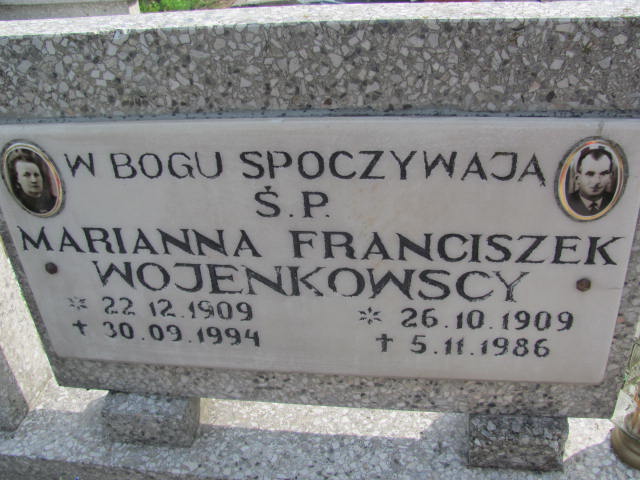 W BOGU SPOCZYWAJĄ
Ś.P.
MARIANNA FRANCISZEK
WOJENKOWSCY
* 22 12.1909 * 26.10.1909
† 30.09.1994 † 5.11.1986